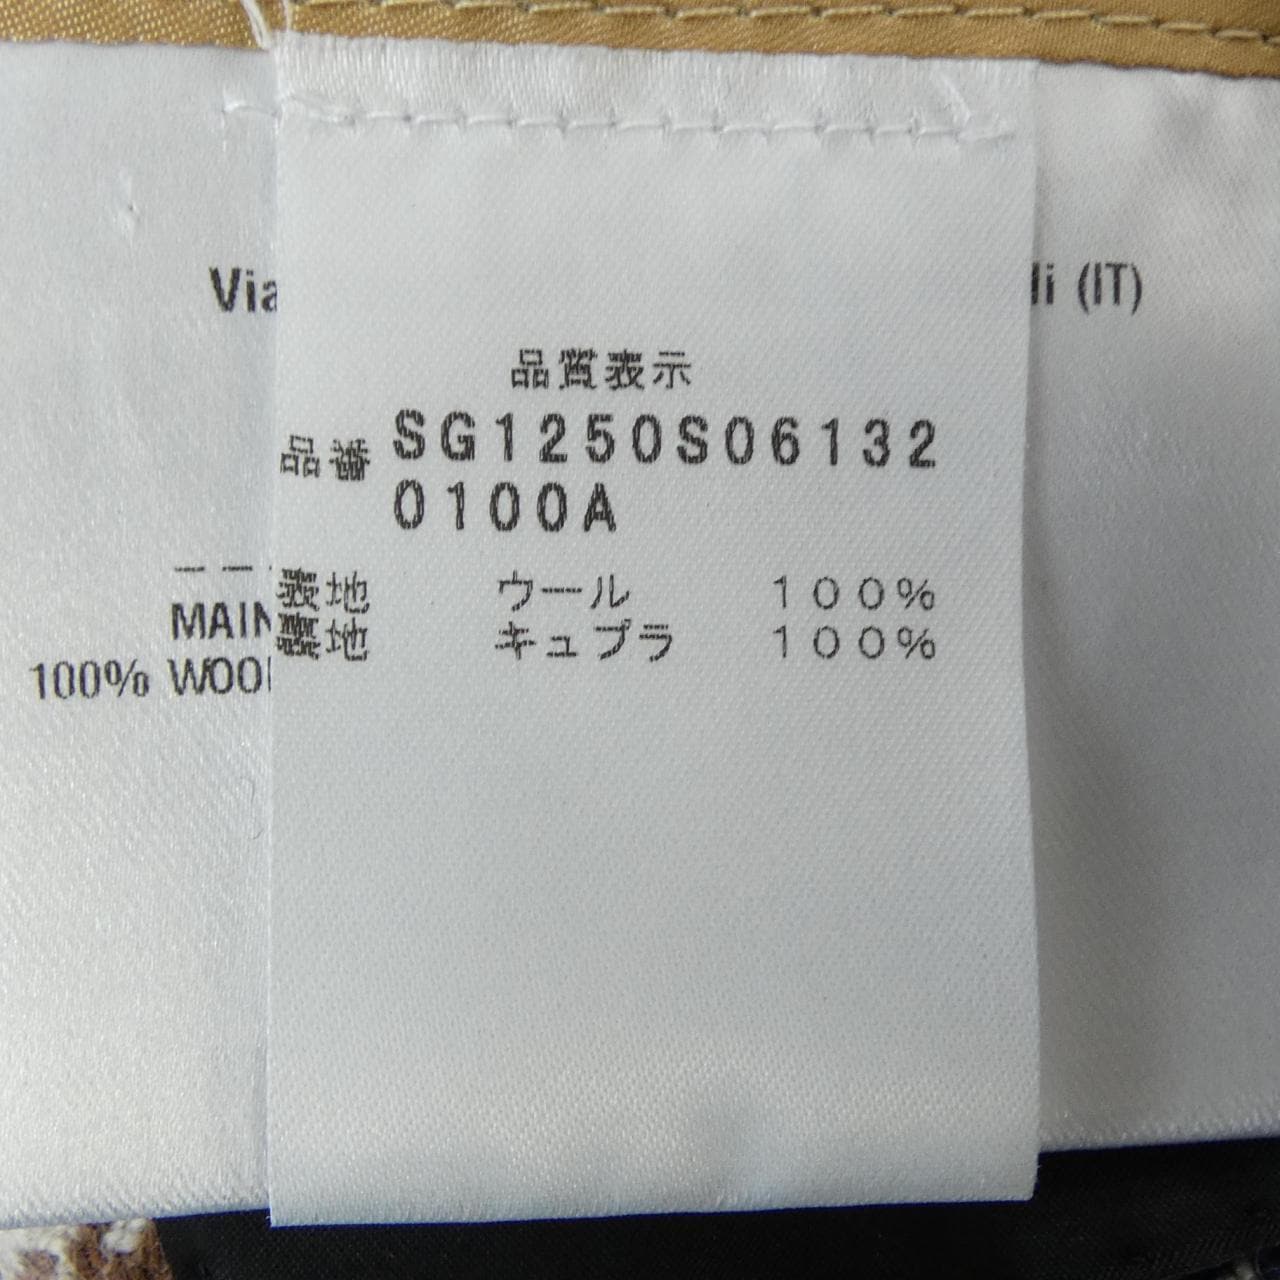 Via
li (IT)
品質表示
品番 SG1250S06132
0100A
表地 ウール 100%
裏地 キュプラ 100%
MAIN
100% WOOL